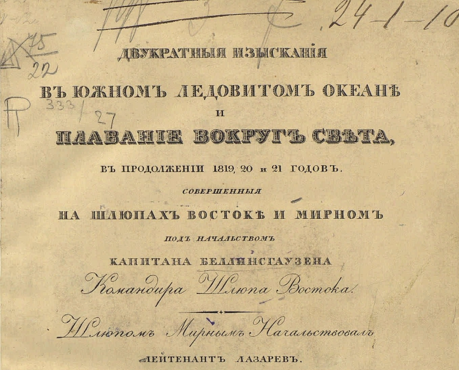 24-1-10
75
22
333/27
ДВУКРАТНЫЯ ИЗЫСКАНІЯ
ВЪ ЮЖНОМЪ ЛЕДОВИТОМЪ ОКЕАНѢ
И
ПЛАВАНІЕ ВОКРУГЪ СВѢТА,
ВЪ ПРОДОЛЖЕНІИ 1819, 20 и 21 ГОДОВЪ,
СОВЕРШЕННЫЯ
НА ШЛЮПАХЪ ВОСТОКѢ И МИРНОМЪ
ПОДЪ НАЧАЛЬСТВОМЪ
КАПИТАНА БЕЛЛИНСГАУЗЕНА
Командира Шлюпа Востока.
Шлюпомъ Мирнымъ Начальствовалъ
ЛЕЙТЕНАНТЪ ЛАЗАРЕВЪ.